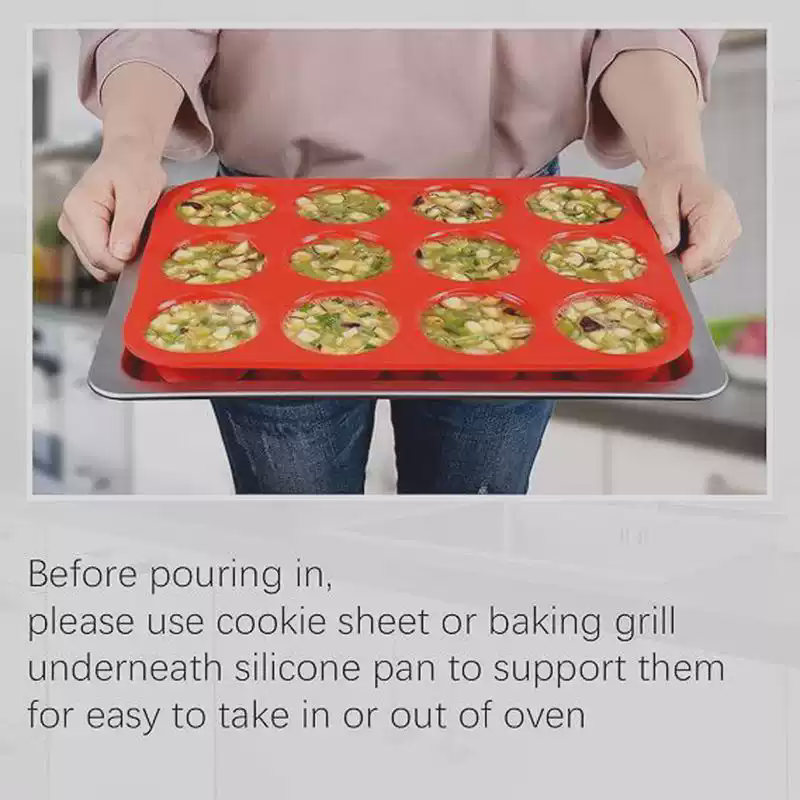 Before pouring in,
please use cookie sheet or baking grill
underneath silicone pan to support them
for easy to take in or out of oven